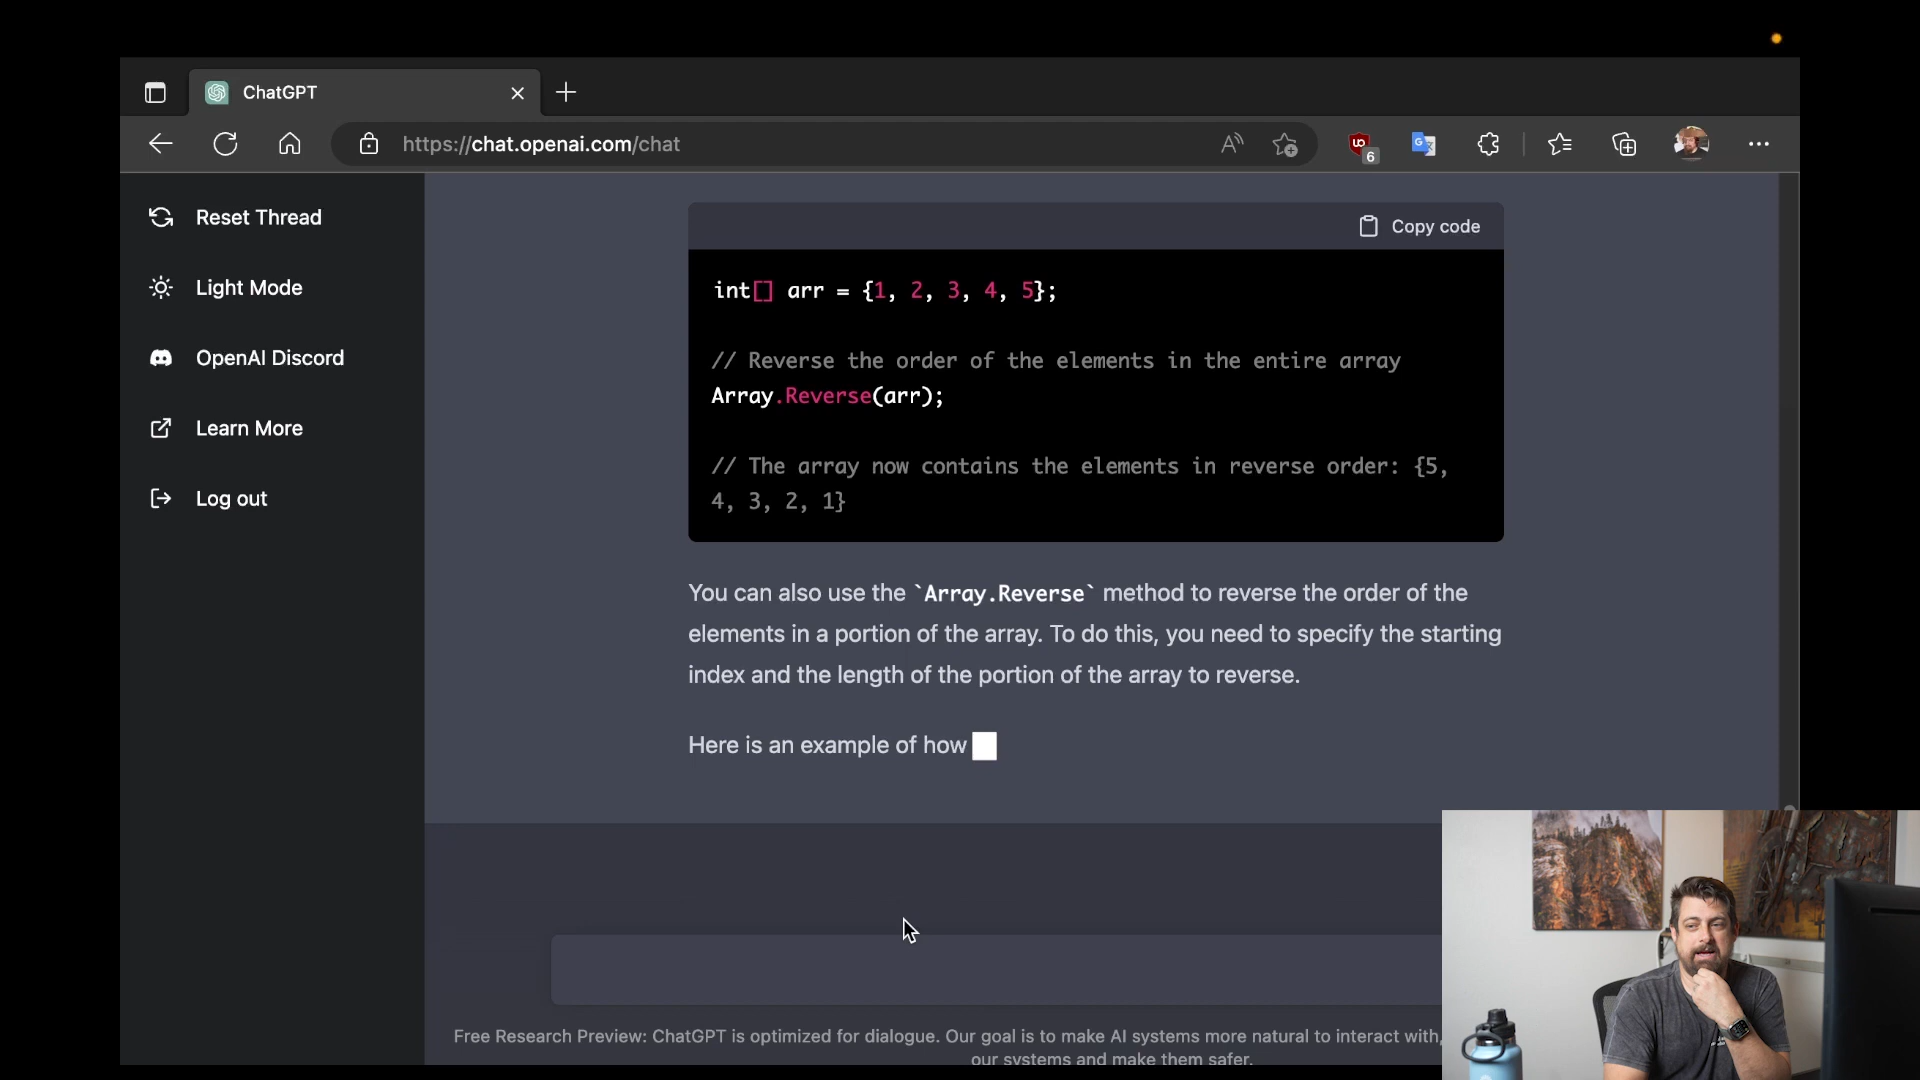 ChatGPT
https://chat.openai.com/chat
6
Reset Thread
Light Mode
OpenAI Discord
Learn More
Log out
Copy code
int[] arr = {1, 2, 3, 4, 5};
// Reverse the order of the elements in the entire array
Array.Reverse(arr);
// The array now contains the elements in reverse order: {5,
4, 3, 2, 1}
You can also use the `Array.Reverse` method to reverse the order of the
elements in a portion of the array. To do this, you need to specify the starting
index and the length of the portion of the array to reverse.
Here is an example of how
Free Research Preview: ChatGPT is optimized for dialogue. Our goal is to make AI systems more natural to interact with,
our systems and make them safer.